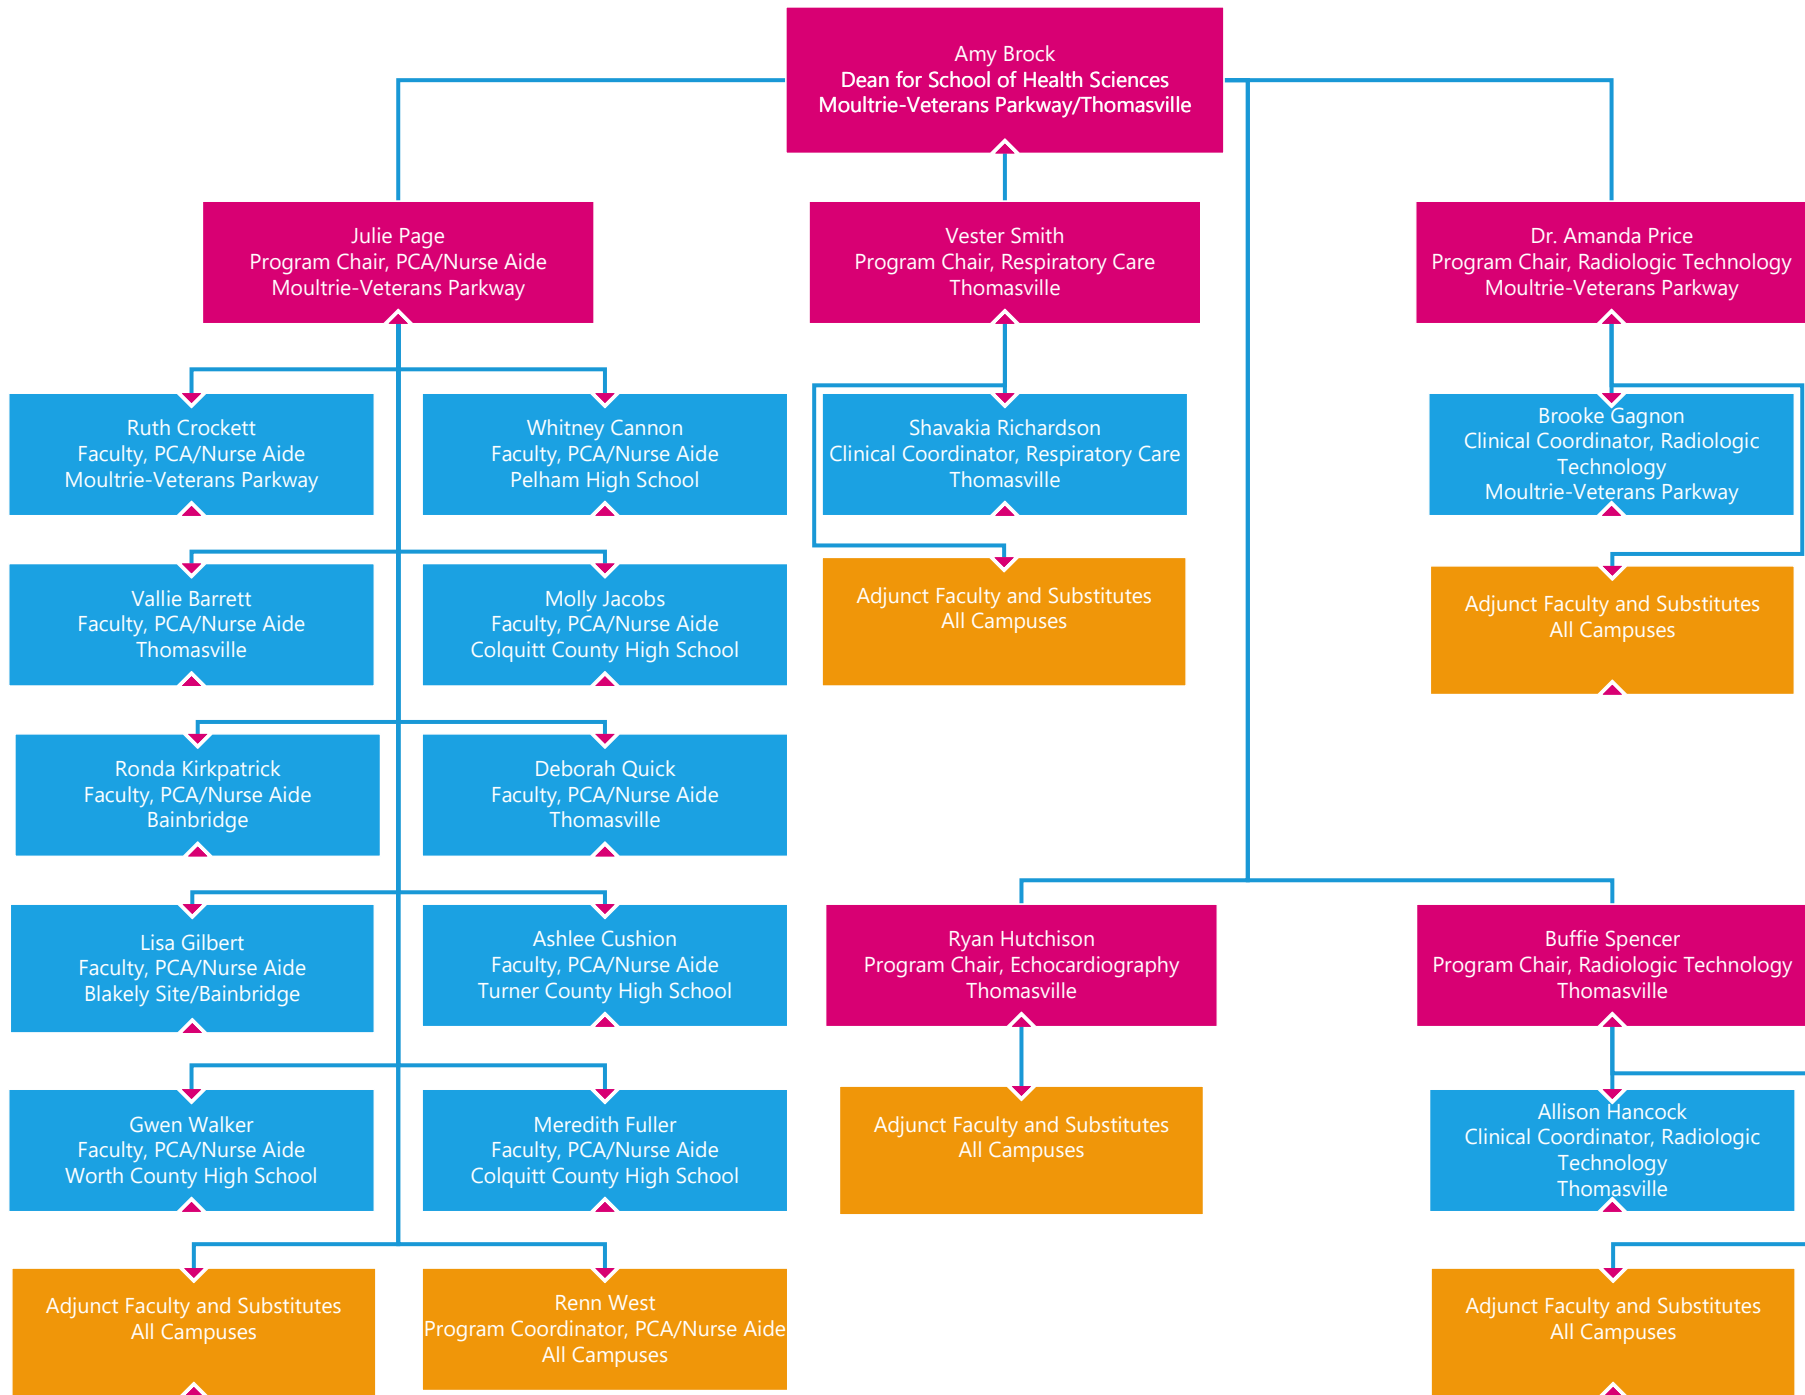 Amy Brock
Dean for School of Health Sciences
Moultrie-Veterans Parkway/Thomasville
Julie Page
Program Chair, PCA/Nurse Aide
Moultrie-Veterans Parkway
Vester Smith
Program Chair, Respiratory Care
Thomasville
Dr. Amanda Price
Program Chair, Radiologic Technology
Moultrie-Veterans Parkway
Ruth Crockett
Faculty, PCA/Nurse Aide
Moultrie-Veterans Parkway
Whitney Cannon
Faculty, PCA/Nurse Aide
Pelham High School
Shavakia Richardson
Clinical Coordinator, Respiratory Care
Thomasville
Brooke Gagnon
Clinical Coordinator, Radiologic
Technology
Moultrie-Veterans Parkway
Vallie Barrett
Faculty, PCA/Nurse Aide
Thomasville
Molly Jacobs
Faculty, PCA/Nurse Aide
Colquitt County High School
Adjunct Faculty and Substitutes
All Campuses
Adjunct Faculty and Substitutes
All Campuses
Ronda Kirkpatrick
Faculty, PCA/Nurse Aide
Bainbridge
Deborah Quick
Faculty, PCA/Nurse Aide
Thomasville
Lisa Gilbert
Faculty, PCA/Nurse Aide
Blakely Site/Bainbridge
Ashlee Cushion
Faculty, PCA/Nurse Aide
Turner County High School
Ryan Hutchison
Program Chair, Echocardiography
Thomasville
Buffie Spencer
Program Chair, Radiologic Technology
Thomasville
Gwen Walker
Faculty, PCA/Nurse Aide
Worth County High School
Meredith Fuller
Faculty, PCA/Nurse Aide
Colquitt County High School
Adjunct Faculty and Substitutes
All Campuses
Allison Hancock
Clinical Coordinator, Radiologic
Technology
Thomasville
Adjunct Faculty and Substitutes
All Campuses
Renn West
Program Coordinator, PCA/Nurse Aide
All Campuses
Adjunct Faculty and Substitutes
All Campuses